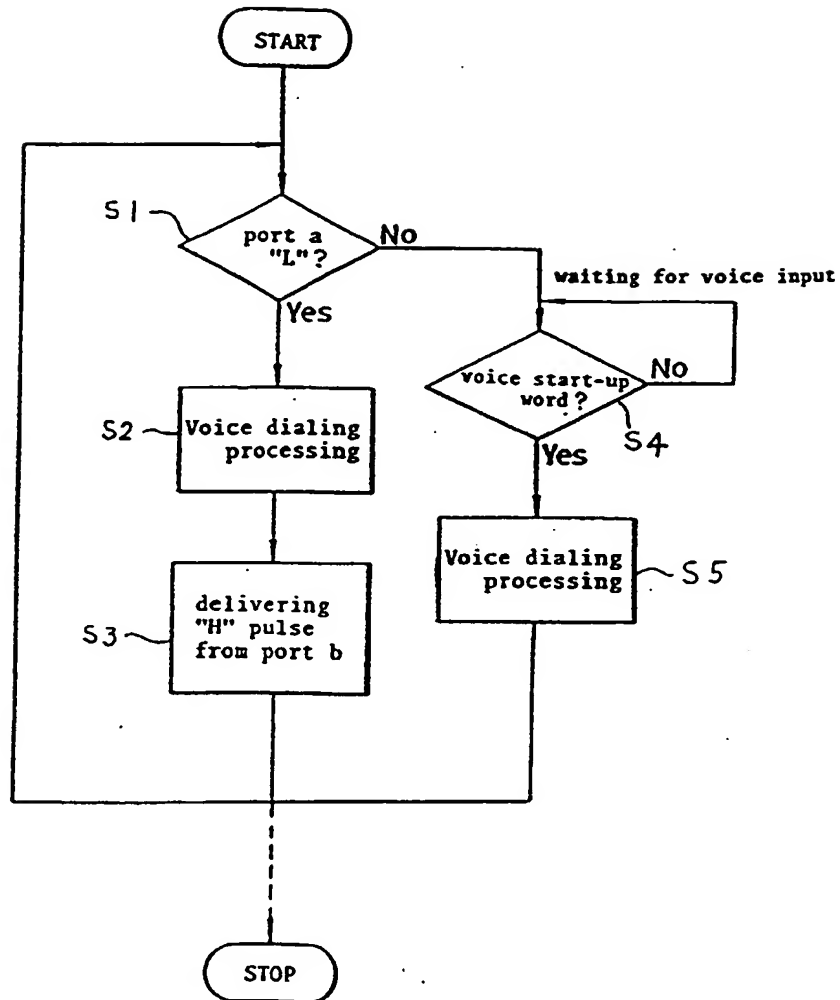 START
S1
port a
"L"?
No
Yes
waiting for voice input
voice start-up
word?
No
S4
Yes
S2
Voice dialing
processing
Voice dialing
processing
S5
S3
delivering
"H" pulse
from port b
STOP